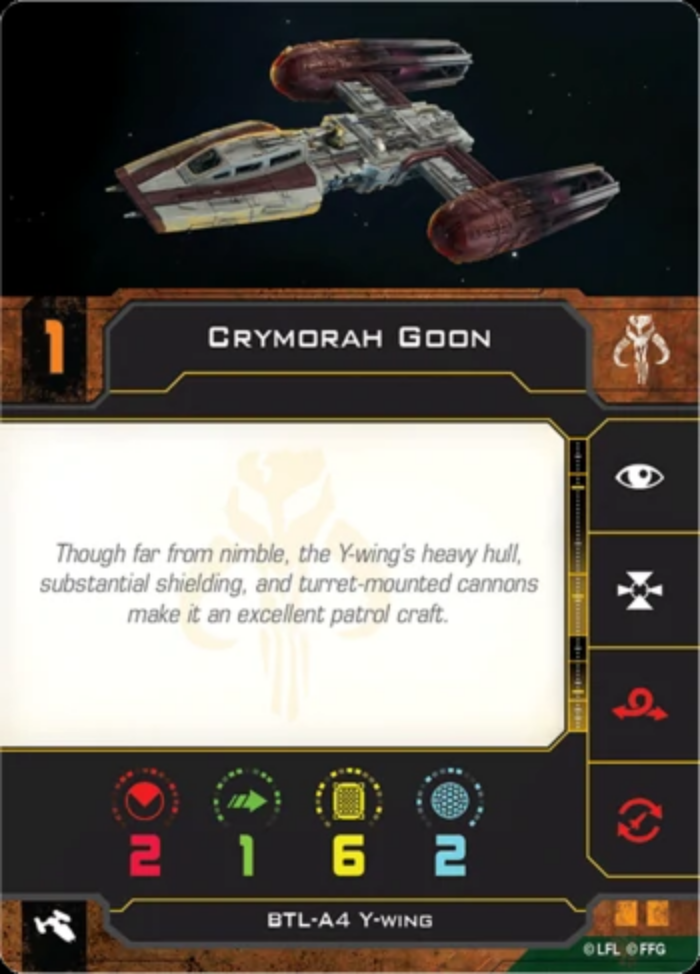 1
Crymorah Goon
Though far from nimble, the Y-wing's heavy hull,
substantial shielding, and turret-mounted cannons
make it an excellent patrol craft.
2 1 6 2
BTL-A4 Y-wing
©LFL ©FFG